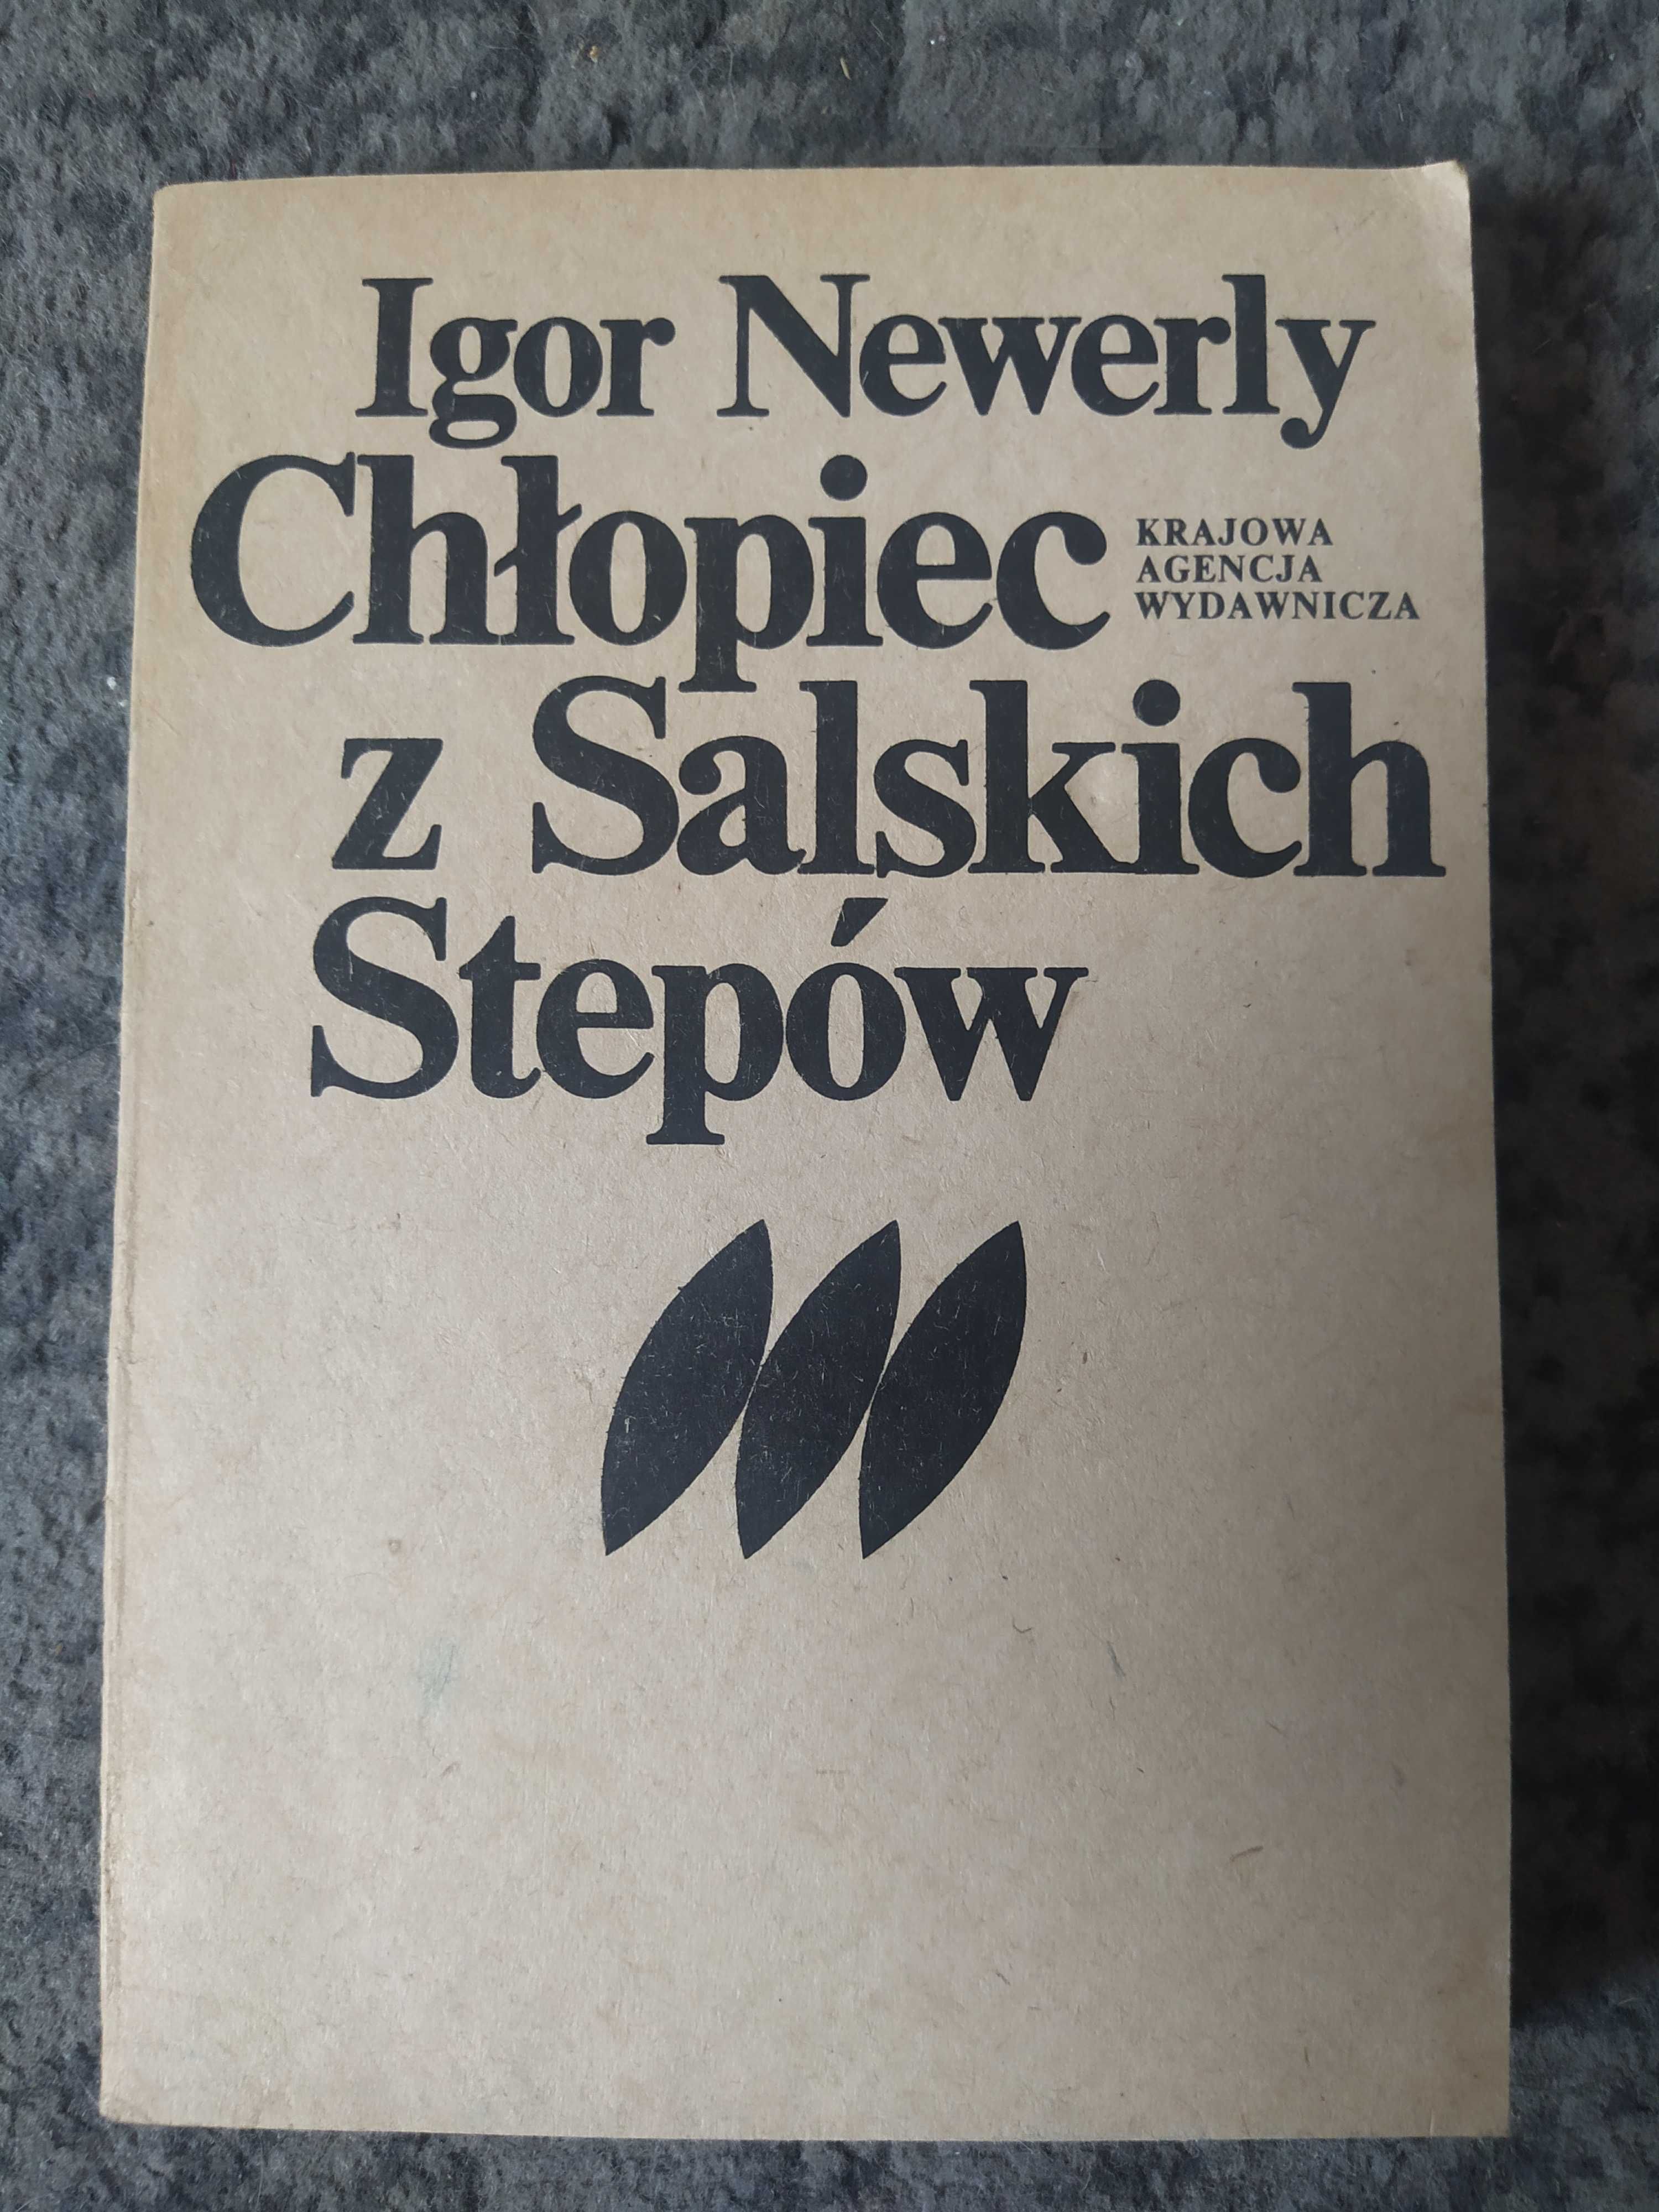 Igor Newerly
Chłopiec
KRAJOWA
AGENCJA
WYDAWNICZA
z Salskich
Stepów